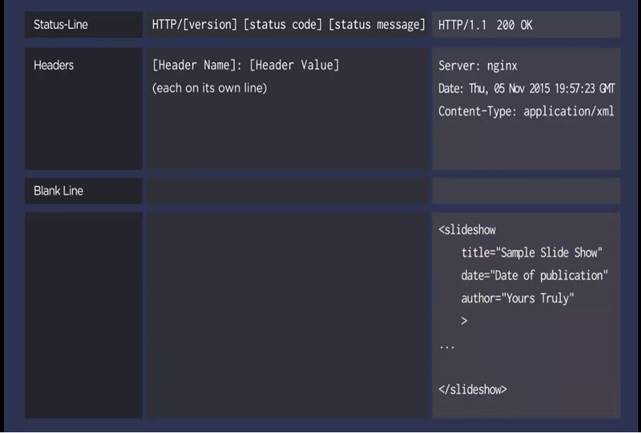 Status-Line HTTP/[version] [status code] [status message] HTTP/1.1 200 OK
Headers [Header Name]: [Header Value] Server: nginx
(each on its own line) Date: Thu, 05 Nov 2015 19:57:23 GMT
Content-Type: application/xml
Blank Line
<slideshow
title="Sample Slide Show"
date="Date of publication"
author="Yours Truly"
>
...
</slideshow>